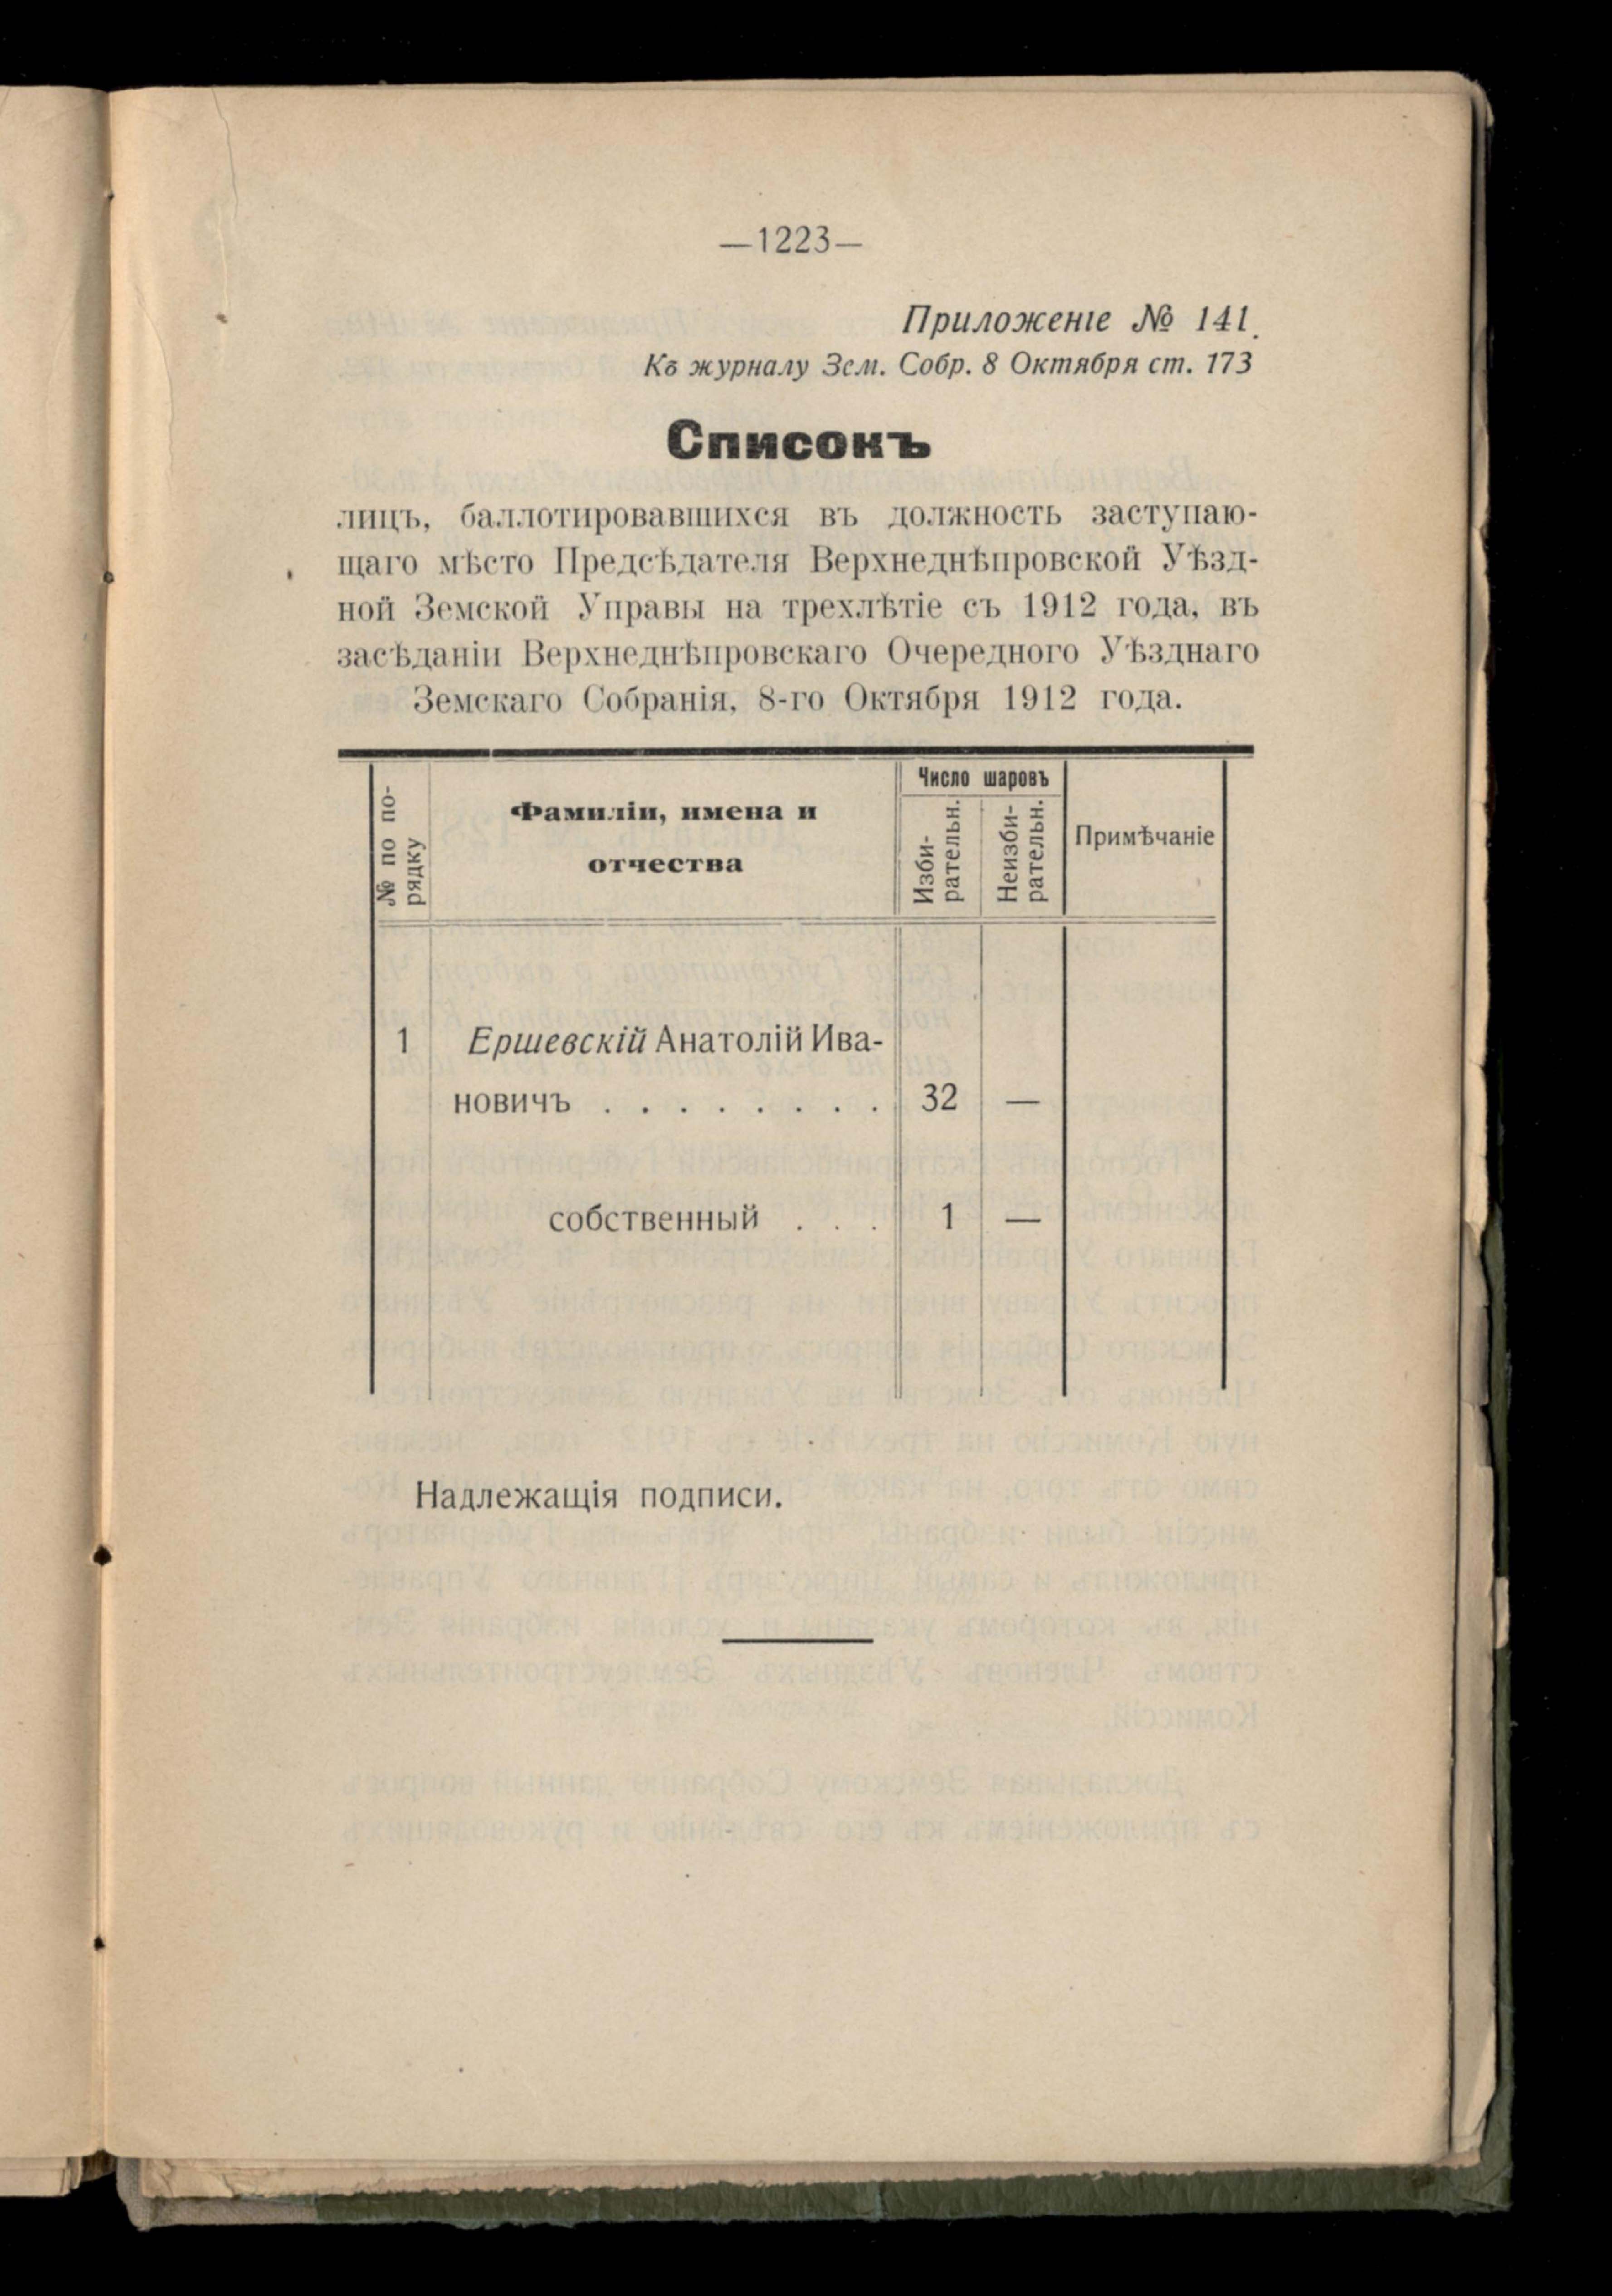 —1223—
Приложенıе № 141.
Къ журналу Зем. Собр. 8 Октября ст. 173
Списокъ
лицъ, баллотировавшихся въ должность заступаю-
щаго мѣсто Предсѣдателя Верхнеднѣпровской Уѣзд-
ной Земской Управы на трехлѣтіе съ 1912 года, въ
засѣданіи Верхнеднѣпровскаго Очередного Уѣзднаго
Земскаго Собранія, 8-го Октября 1912 года.
№ по по-
рядку
Фамиліи, имена и
отчества
Число шаровъ
Изби-
рательн.
Неизби-
рательн.
Примѣчаніе
1 Ершевскій Анатолій Ива-
новичъ . . . . . . . . 32 —
собственный . . . 1 —
Надлежащія подписи.